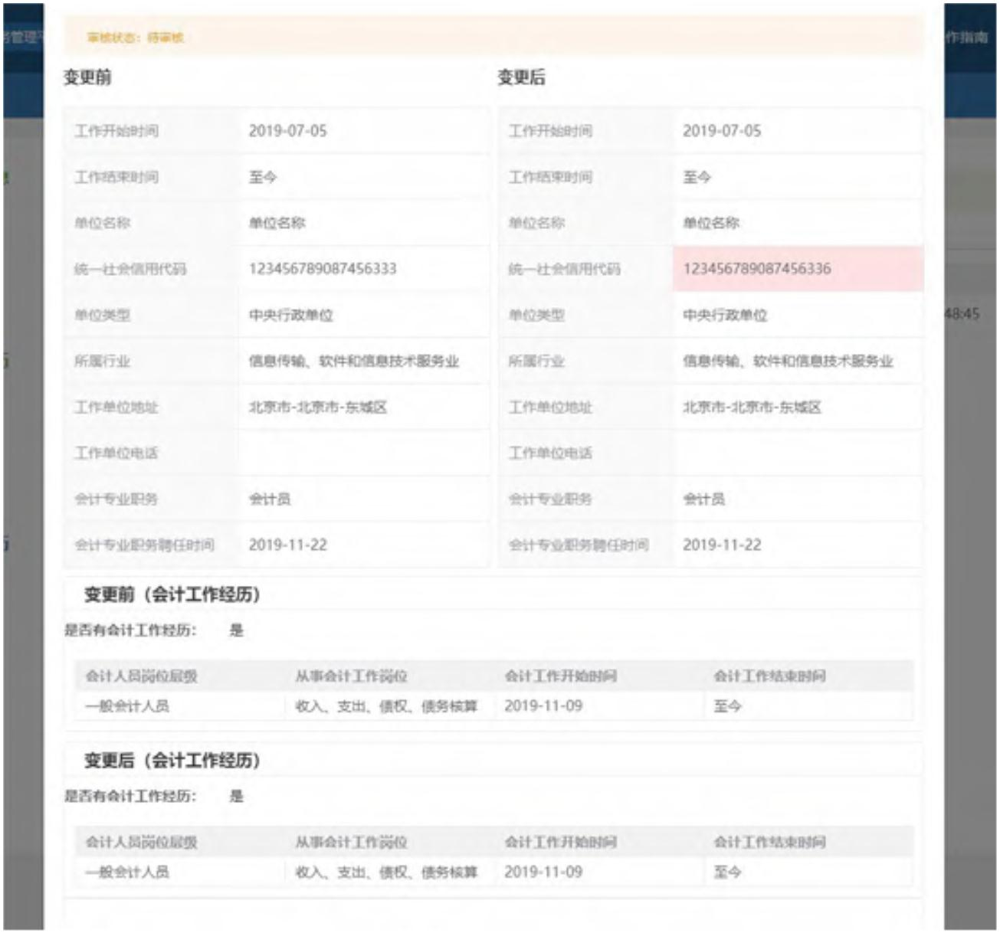 审核状态：待审核
作指南
变更前 变更后
工作开始时间 2019-07-05 工作开始时间 2019-07-05
工作结束时间 至今 工作结束时间 至今
单位名称 单位名称 单位名称 单位名称
统一社会信用代码 123456789087456333 统一社会信用代码 123456789087456336
单位类型 中央行政单位 单位类型 中央行政单位
48:45
所属行业 信息传输、软件和信息技术服务业 所属行业 信息传输、软件和信息技术服务业
工作单位地址 北京市-北京市-东城区 工作单位地址 北京市-北京市-东城区
工作单位电话 工作单位电话
会计专业职务 会计员 会计专业职务 会计员
会计专业职务聘任时间 2019-11-22 会计专业职务聘任时间 2019-11-22
变更前（会计工作经历）
是否有会计工作经历： 是
会计人员岗位层级 从事会计工作岗位 会计工作开始时间 会计工作结束时间
一般会计人员 收入、支出、债权、债务核算 2019-11-09 至今
变更后（会计工作经历）
是否有会计工作经历： 是
会计人员岗位层级 从事会计工作岗位 会计工作开始时间 会计工作结束时间
一般会计人员 收入、支出、债权、债务核算 2019-11-09 至今